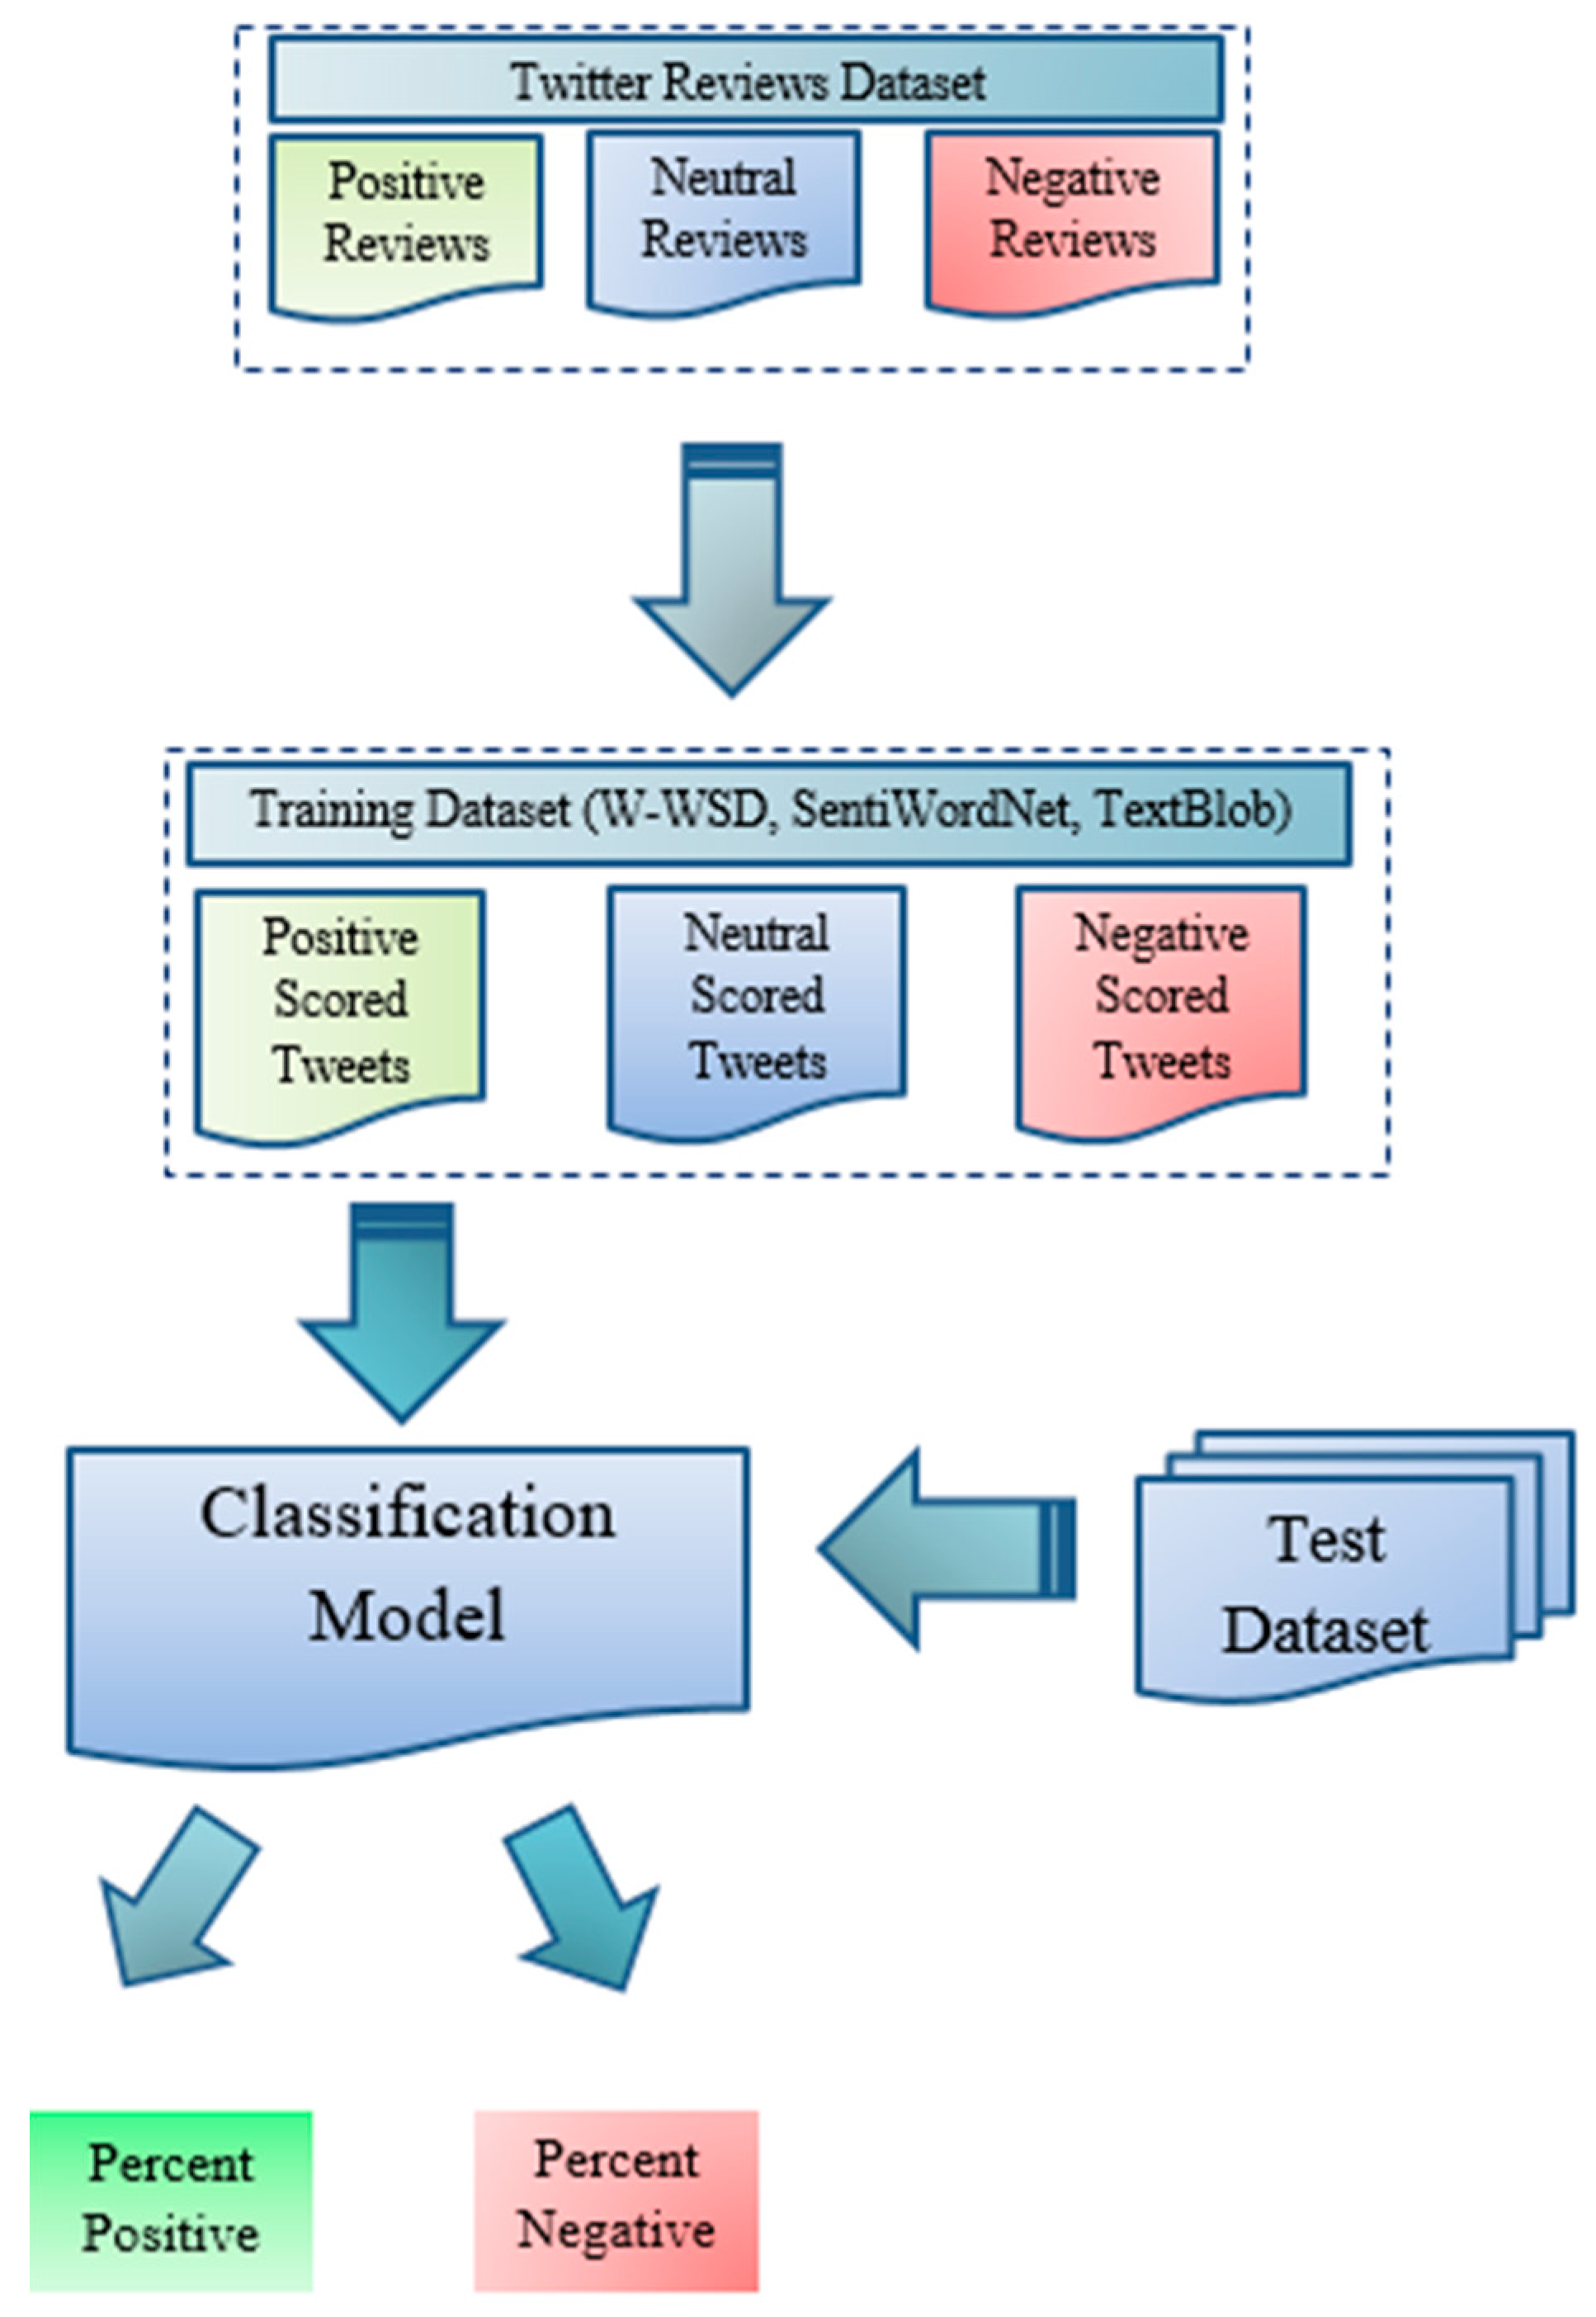 Twitter Reviews Dataset
Positive
Reviews
Neutral
Reviews
Negative
Reviews
Training Dataset (W-WSD, SentiWordNet, TextBlob)
Positive
Scored
Tweets
Neutral
Scored
Tweets
Negative
Scored
Tweets
Classification
Model
Test
Dataset
Percent
Positive
Percent
Negative